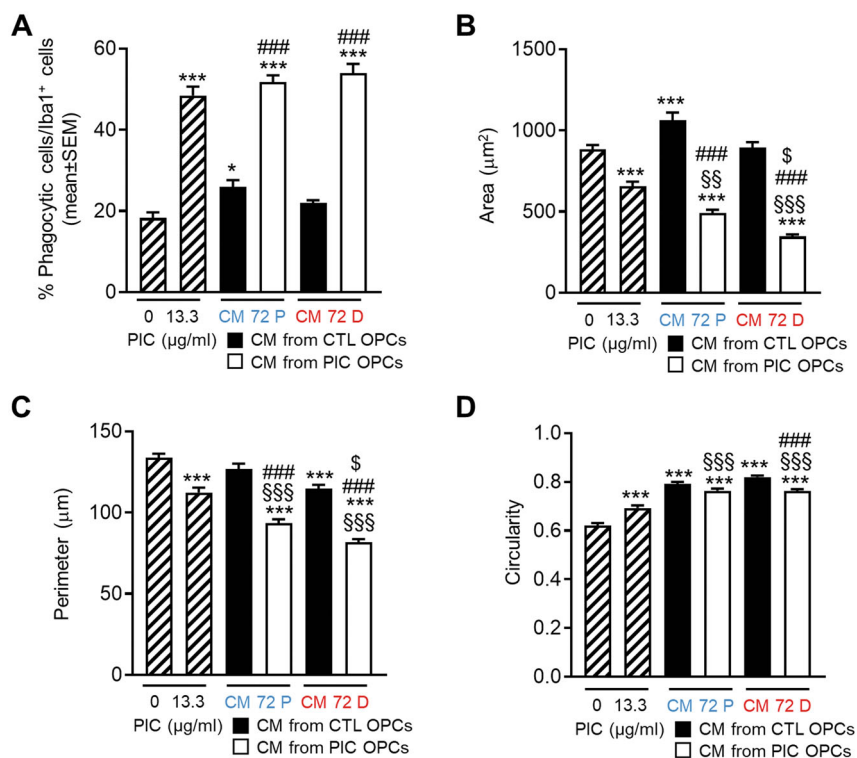 A
% Phagocytic cells/Iba1⁺ cells
(mean±SEM)
60
40
20
0
***
*
###
***
###
***
0 13.3 CM 72 P CM 72 D
PIC (µg/ml)
CM from CTL OPCs
CM from PIC OPCs
B
Area (µm²)
1500
1000
500
0
***
***
###
§§
***
$
###
§§§
***
0 13.3 CM 72 P CM 72 D
PIC (µg/ml)
CM from CTL OPCs
CM from PIC OPCs
C
Perimeter (µm)
150
100
50
0
***
###
§§§
***
***
$
###
***
§§§
0 13.3 CM 72 P CM 72 D
PIC (µg/ml)
CM from CTL OPCs
CM from PIC OPCs
D
Circularity
1.0
0.8
0.6
0.4
0.2
0.0
***
***
§§§
***
***
###
§§§
***
0 13.3 CM 72 P CM 72 D
PIC (µg/ml)
CM from CTL OPCs
CM from PIC OPCs